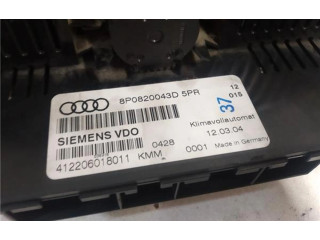 8P0820043D 5PR
SIEMENS VDO
0428
412206018011 KMM
0001
37
12
015
Klimavollautomat
12.03.04
Made in Germany